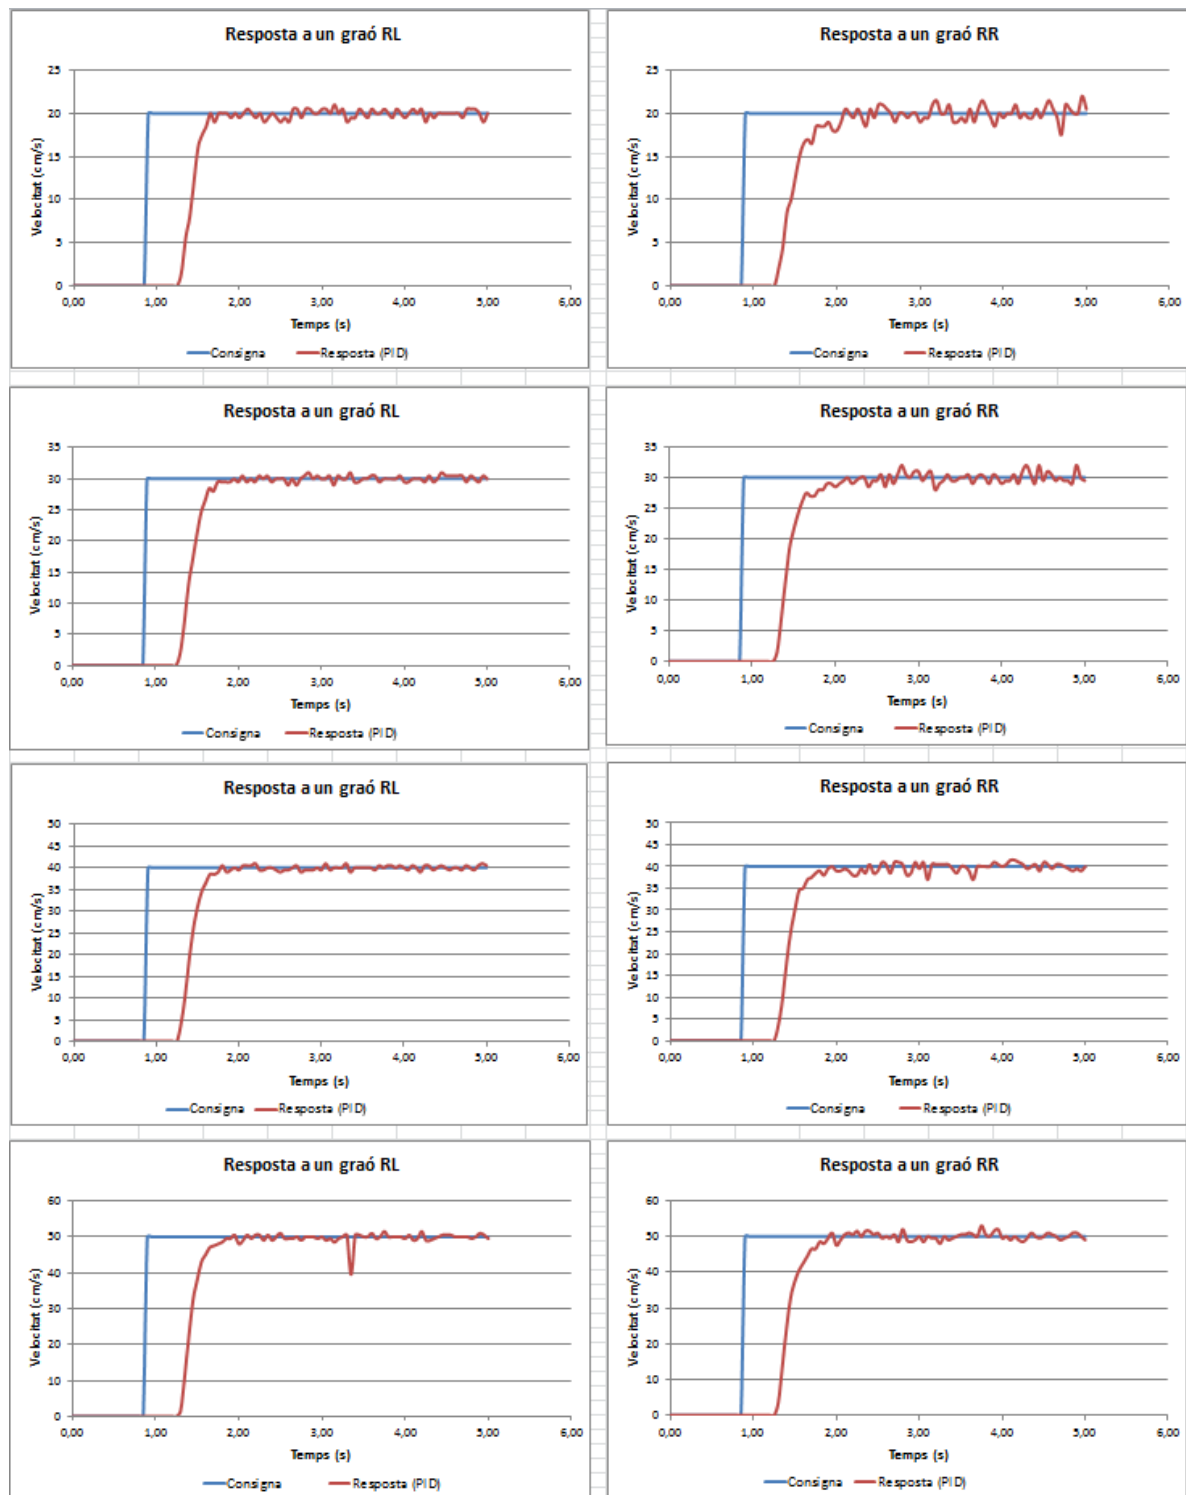 Resposta a un graó RL
Velocitat (cm/s)
25
20
15
10
5
0
0,00 1,00 2,00 3,00 4,00 5,00 6,00
Temps (s)
Consigna Resposta (PID)
Resposta a un graó RR
Velocitat (cm/s)
25
20
15
10
5
0
0,00 1,00 2,00 3,00 4,00 5,00 6,00
Temps (s)
Consigna Resposta (PID)
Resposta a un graó RL
Velocitat (cm/s)
35
30
25
20
15
10
5
0
0,00 1,00 2,00 3,00 4,00 5,00 6,00
Temps (s)
Consigna Resposta (PID)
Resposta a un graó RR
Velocitat (cm/s)
35
30
25
20
15
10
5
0
0,00 1,00 2,00 3,00 4,00 5,00 6,00
Temps (s)
Consigna Resposta (PID)
Resposta a un graó RL
Velocitat (cm/s)
50
45
40
35
30
25
20
15
10
5
0
0,00 1,00 2,00 3,00 4,00 5,00 6,00
Temps (s)
Consigna Resposta (PID)
Resposta a un graó RR
Velocitat (cm/s)
50
45
40
35
30
25
20
15
10
5
0
0,00 1,00 2,00 3,00 4,00 5,00 6,00
Temps (s)
Consigna Resposta (PID)
Resposta a un graó RL
Velocitat (cm/s)
60
50
40
30
20
10
0
0,00 1,00 2,00 3,00 4,00 5,00 6,00
Temps (s)
Consigna Resposta (PID)
Resposta a un graó RR
Velocitat (cm/s)
60
50
40
30
20
10
0
0,00 1,00 2,00 3,00 4,00 5,00 6,00
Temps (s)
Consigna Resposta (PID)